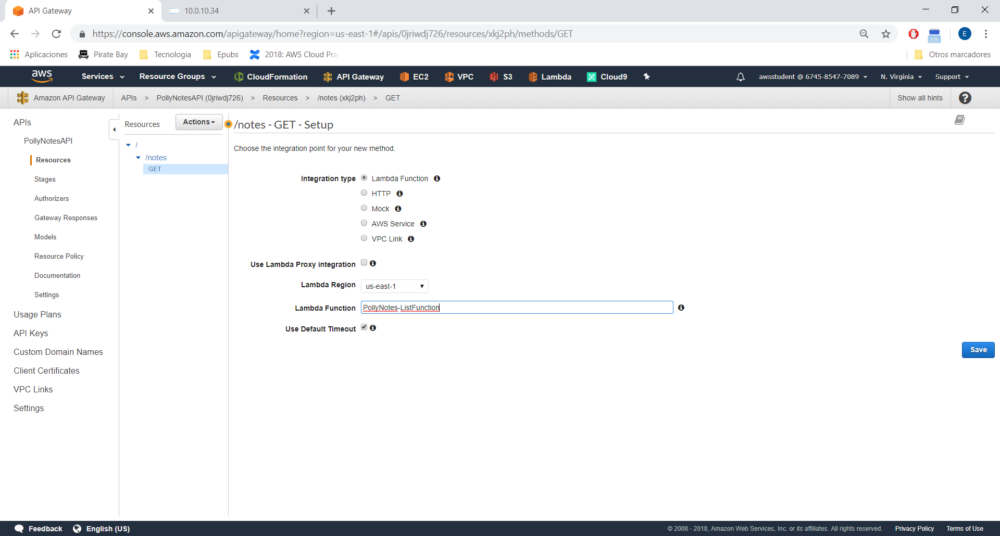 API Gateway
10.0.10.34
https://console.aws.amazon.com/apigateway/home?region=us-east-1#/apis/0jriwdj726/resources/xkj2ph/methods/GET
20h
E
Aplicaciones
Pirate Bay
Tecnologia
Epubs
2018: AWS Cloud Pra
Otros marcadores
aws
Services
Resource Groups
CloudFormation
API Gateway
EC2
VPC
S3
Lambda
Cloud9
awsstudent @ 6745-8547-7089
N. Virginia
Support
Amazon API Gateway
APIs > PollyNotesAPI (0jriwdj726) > Resources > /notes (xkj2ph) > GET
Show all hints
?
APIs
PollyNotesAPI
Resources
Stages
Authorizers
Gateway Responses
Models
Resource Policy
Documentation
Settings
Usage Plans
API Keys
Custom Domain Names
Client Certificates
VPC Links
Settings
Resources
Actions
/
/notes
GET
/notes - GET - Setup
Choose the integration point for your new method.
Integration type
Lambda Function
HTTP
Mock
AWS Service
VPC Link
Use Lambda Proxy integration
Lambda Region
us-east-1
Lambda Function
PollyNotes-ListFunction
Use Default Timeout
Save
Feedback
English (US)
© 2008 - 2018, Amazon Web Services, Inc. or its affiliates. All rights reserved.
Privacy Policy
Terms of Use